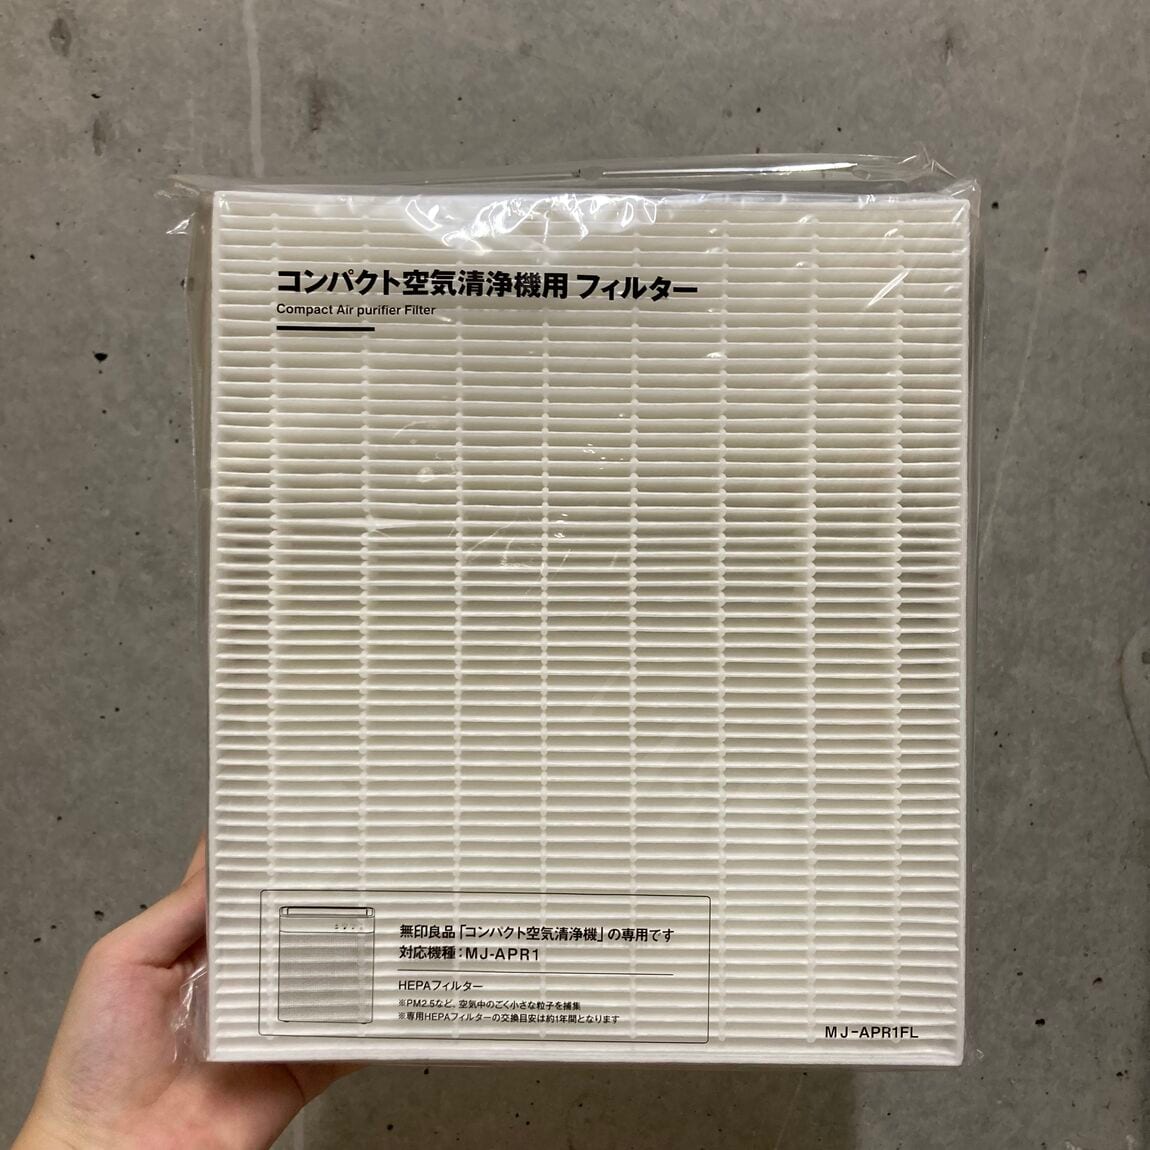 コンパクト空気清浄機用 フィルター
Compact Air purifier Filter
無印良品「コンパクト空気清浄機」の専用です
対応機種：MJ-APR1
HEPAフィルター
※PM2.5など、空気中のごく小さな粒子を捕集
※専用HEPAフィルターの交換目安は約1年間となります
MJ-APR1FL